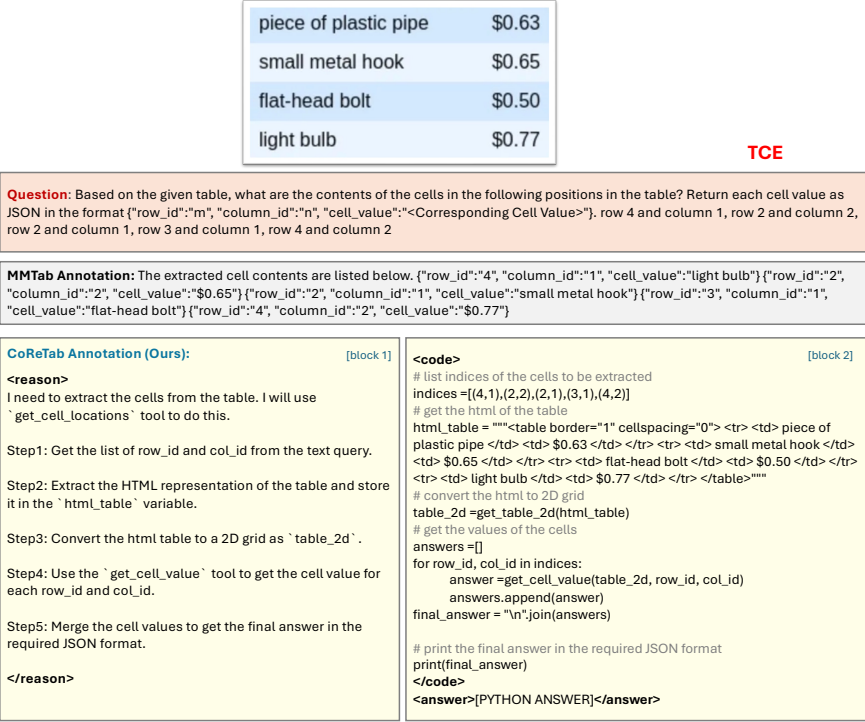 piece of plastic pipe $0.63
small metal hook $0.65
flat-head bolt $0.50
light bulb $0.77
TCE
Question: Based on the given table, what are the contents of the cells in the following positions in the table? Return each cell value as
JSON in the format {"row_id":"m", "column_id":"n", "cell_value":"<Corresponding Cell Value>"}. row 4 and column 1, row 2 and column 2,
row 2 and column 1, row 3 and column 1, row 4 and column 2
MMTab Annotation: The extracted cell contents are listed below. {"row_id":"4", "column_id":"1", "cell_value":"light bulb"} {"row_id":"2",
"column_id":"2", "cell_value":"$0.65"} {"row_id":"2", "column_id":"1", "cell_value":"small metal hook"} {"row_id":"3", "column_id":"1",
"cell_value":"flat-head bolt"} {"row_id":"4", "column_id":"2", "cell_value":"$0.77"}
CoReTab Annotation (Ours): [block 1]
<reason>
I need to extract the cells from the table. I will use
`get_cell_locations` tool to do this.
Step1: Get the list of row_id and col_id from the text query.
Step2: Extract the HTML representation of the table and store
it in the `html_table` variable.
Step3: Convert the html table to a 2D grid as `table_2d`.
Step4: Use the `get_cell_value` tool to get the cell value for
each row_id and col_id.
Step5: Merge the cell values to get the final answer in the
required JSON format.
</reason>
<code> [block 2]
# list indices of the cells to be extracted
indices =[(4,1),(2,2),(2,1),(3,1),(4,2)]
# get the html of the table
html_table = """<table border="1" cellspacing="0"> <tr> <td> piece of
plastic pipe </td> <td> $0.63 </td> </tr> <tr> <td> small metal hook </td>
<td> $0.65 </td> </tr> <tr> <td> flat-head bolt </td> <td> $0.50 </td> </tr>
<tr> <td> light bulb </td> <td> $0.77 </td> </tr> </table>"""
# convert the html to 2D grid
table_2d =get_table_2d(html_table)
# get the values of the cells
answers =[]
for row_id, col_id in indices:
answer =get_cell_value(table_2d, row_id, col_id)
answers.append(answer)
final_answer = "\n".join(answers)
# print the final answer in the required JSON format
print(final_answer)
</code>
<answer>[PYTHON ANSWER]</answer>